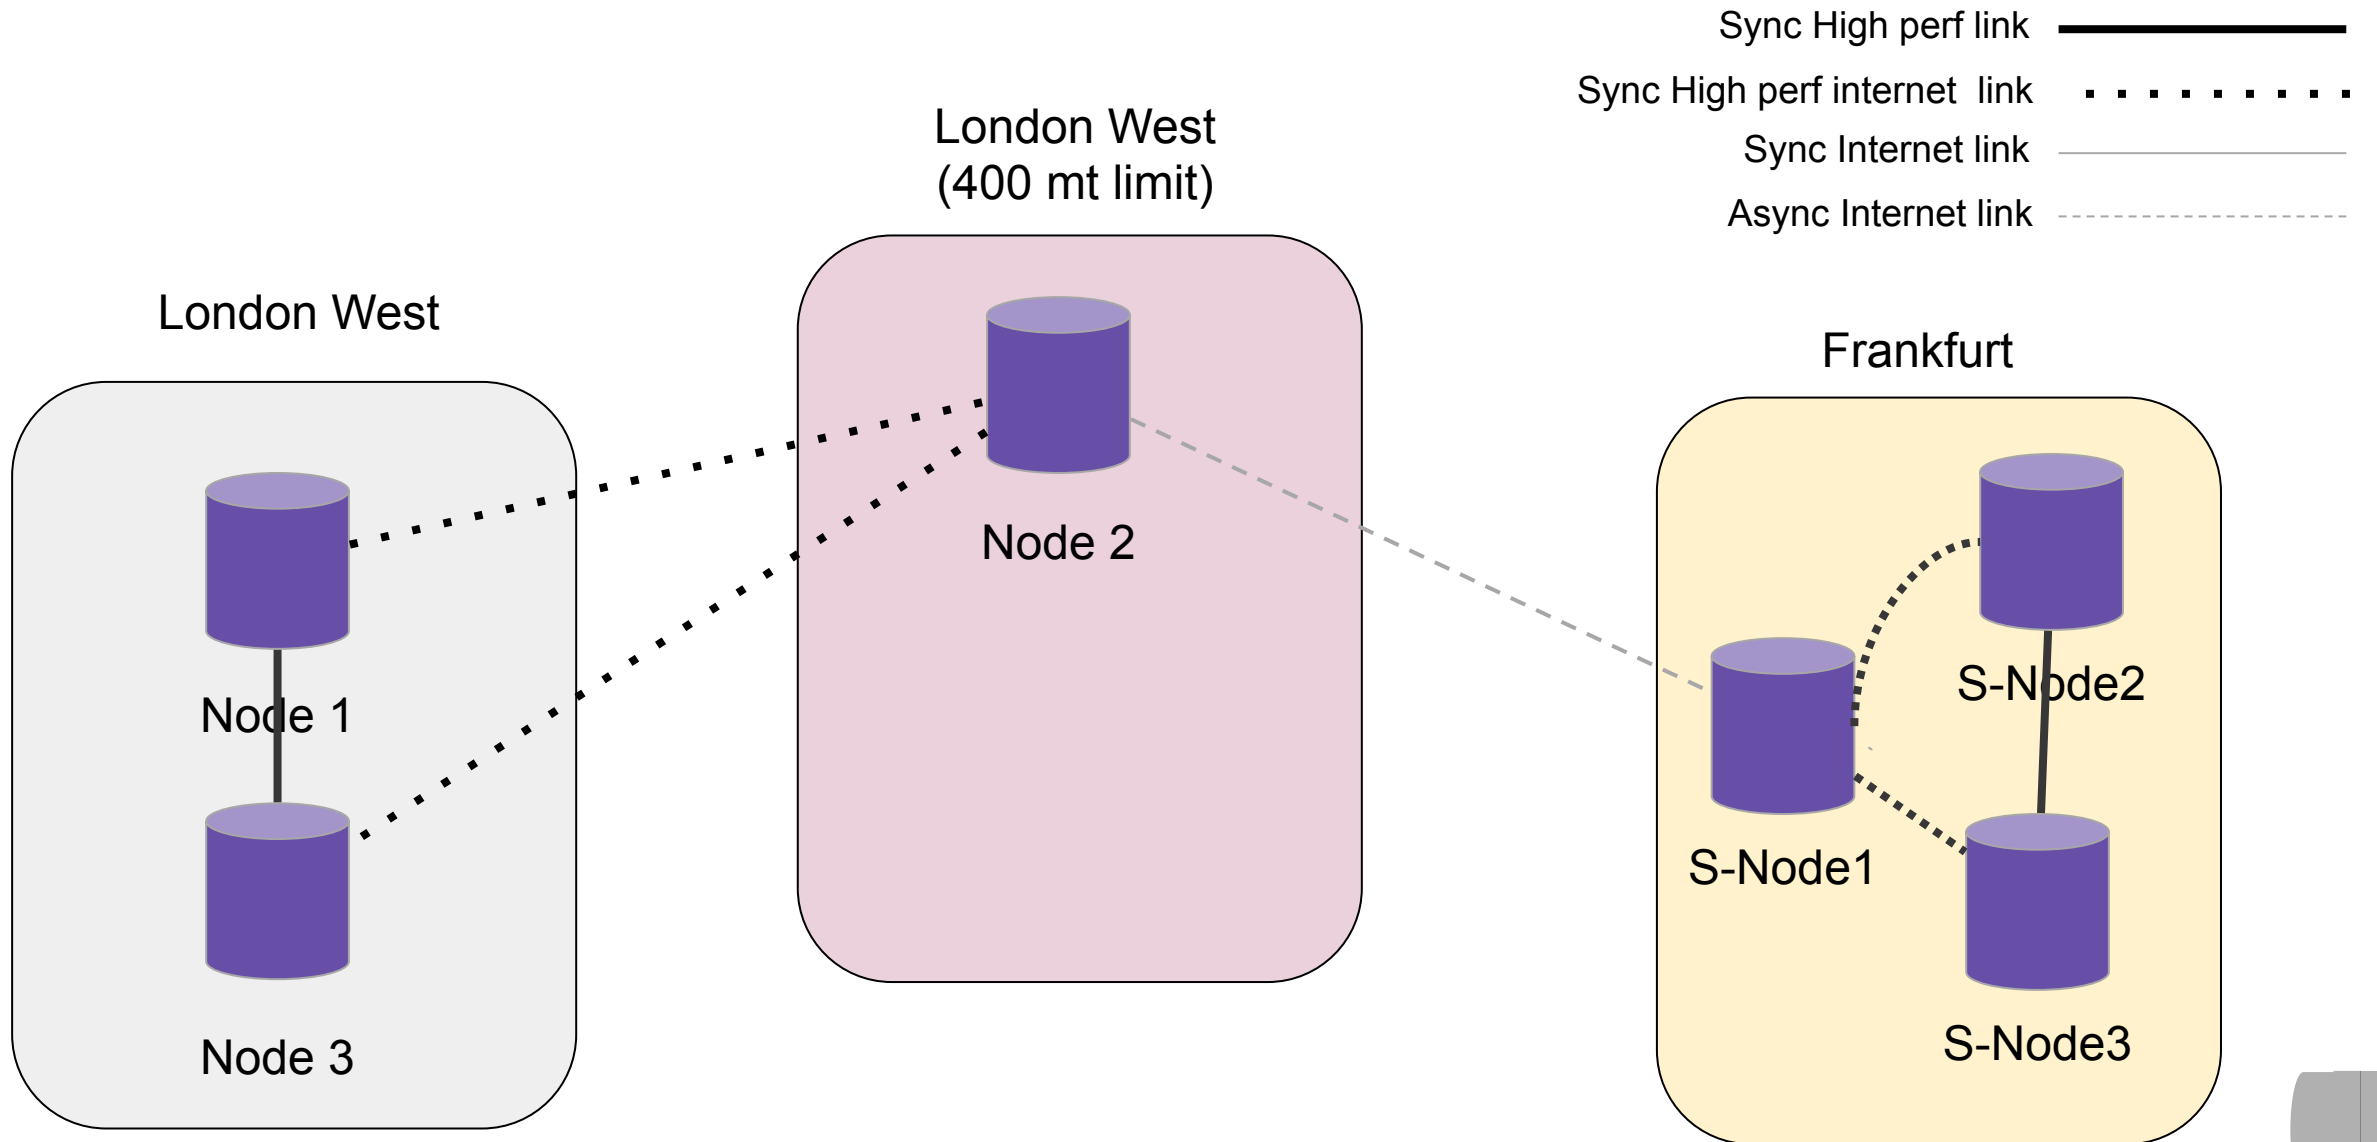 Sync High perf link
Sync High perf internet  link
Sync Internet link
Async Internet link
London West
(400 mt limit)
London West
Frankfurt
Node 2
S-Node2
Node 1
S-Node1
S-Node3
Node 3